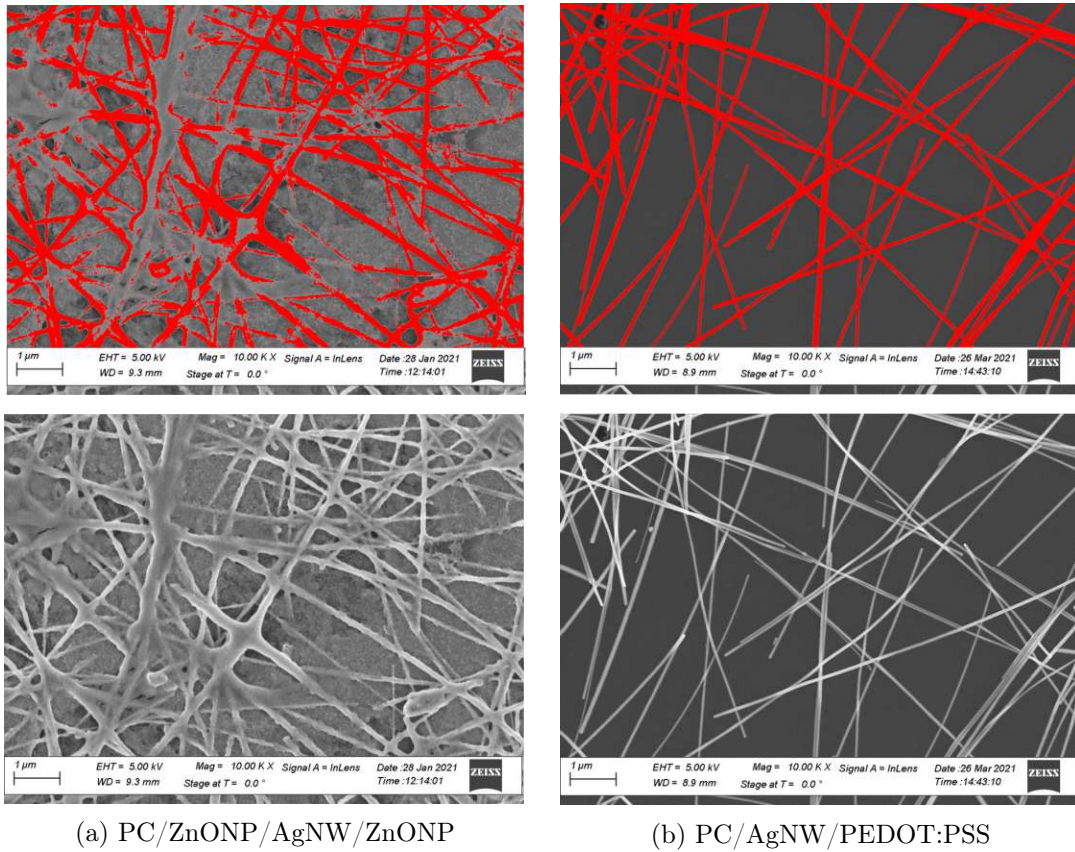 1 µm EHT = 5.00 kV Mag = 10.00 K X Signal A = InLens Date :28 Jan 2021 ZEISS
WD = 9.3 mm Stage at T = 0.0 ° Time :12:14:01
1 µm EHT = 5.00 kV Mag = 10.00 K X Signal A = InLens Date :26 Mar 2021 ZEISS
WD = 8.9 mm Stage at T = 0.0 ° Time :14:43:10
1 µm EHT = 5.00 kV Mag = 10.00 K X Signal A = InLens Date :28 Jan 2021 ZEISS
WD = 9.3 mm Stage at T = 0.0 ° Time :12:14:01
1 µm EHT = 5.00 kV Mag = 10.00 K X Signal A = InLens Date :26 Mar 2021 ZEISS
WD = 8.9 mm Stage at T = 0.0 ° Time :14:43:10
(a) PC/ZnONP/AgNW/ZnONP
(b) PC/AgNW/PEDOT:PSS